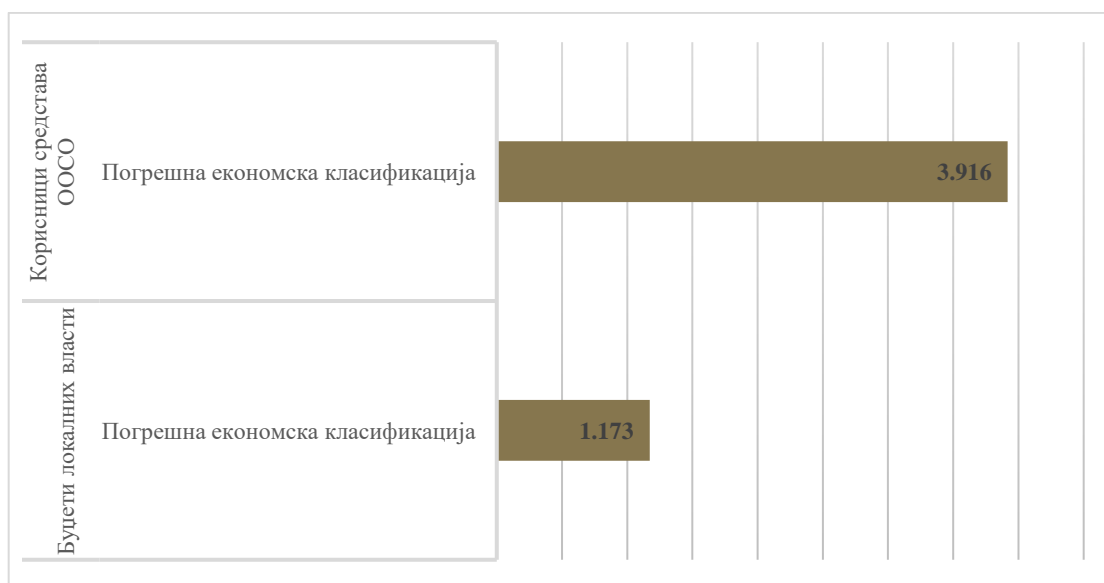 Корисници средстава
ООСО
Погрешна економска класификација
3.916
Буџети локалних власти
Погрешна економска класификација
1.173